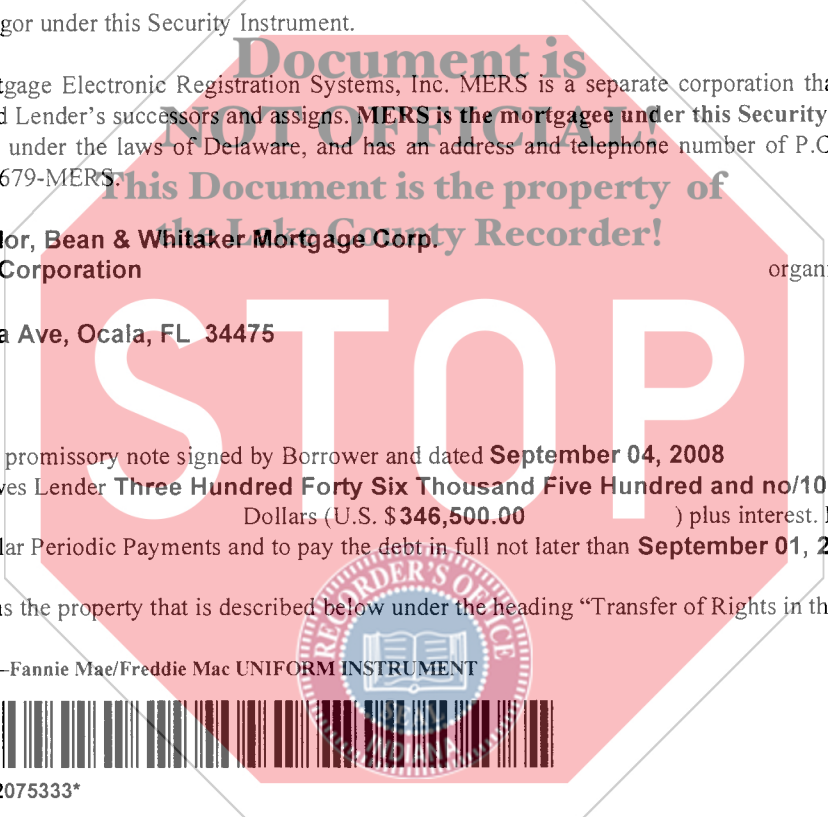 gor under this Security Instrument.
Document is
tgage Electronic Registration Systems, Inc. MERS is a separate corporation tha
d Lender's successors and assigns. MERS is the mortgagee under this Security
NOT OFFICIAL!
under the laws of Delaware, and has an address and telephone number of P.O
679-MERS.
This Document is the property of
the Lake County Recorder!
lor, Bean & Whitaker Mortgage Corp.
Corporation organi
a Ave, Ocala, FL 34475
STOP
promissory note signed by Borrower and dated September 04, 2008
ves Lender Three Hundred Forty Six Thousand Five Hundred and no/10
Dollars (U.S. $346,500.00 ) plus interest.
lar Periodic Payments and to pay the debt in full not later than September 01, 2
ns the property that is described below under the heading “Transfer of Rights in th
RECORDER'S OFFICE
–Fannie Mae/Freddie Mac UNIFORM INSTRUMENT
SEAL
INDIANA
2075333*